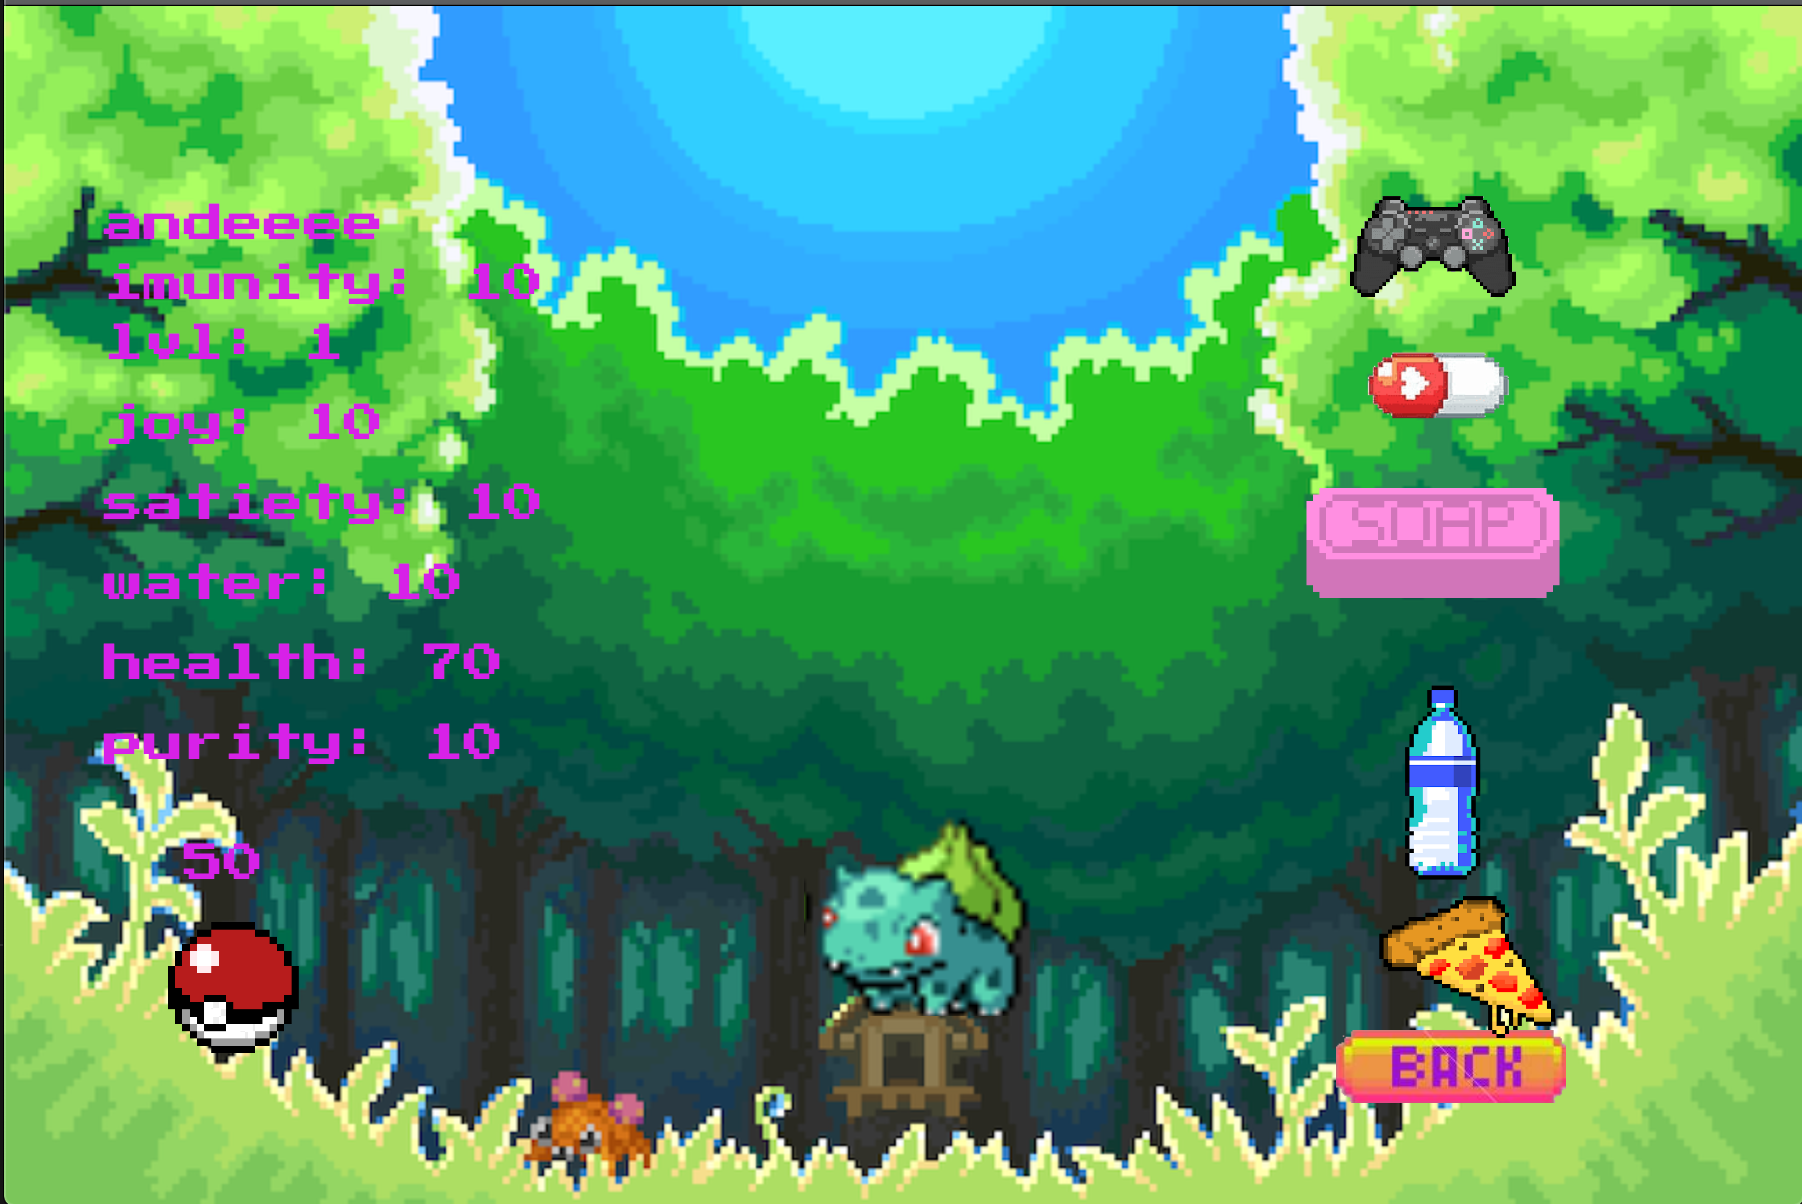 andeeee
imunity: 10
lvl: 1
joy: 10
satiety: 10
SOAP
water: 10
health: 70
purity: 10
50
BACK